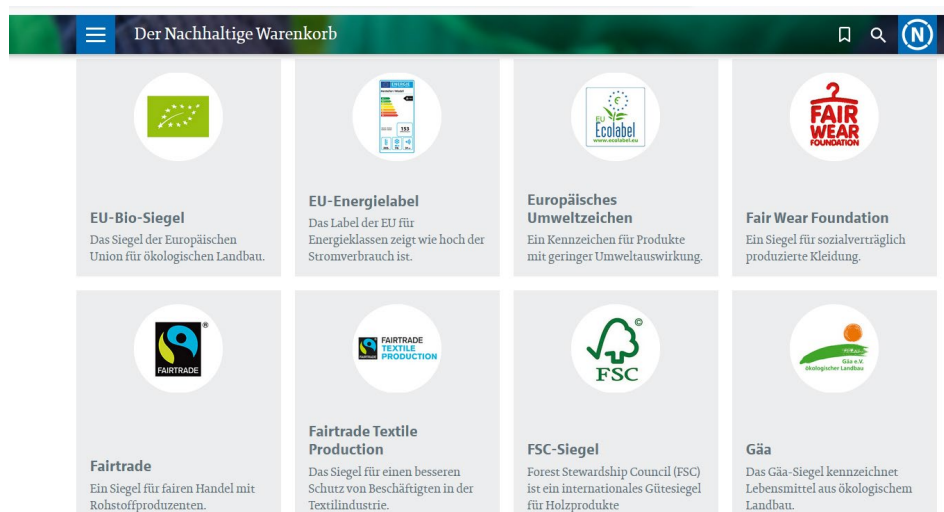 Der Nachhaltige Warenkorb
N
153
EU
Ecolabel
www.ecolabel.eu
FAIR
WEAR
FOUNDATION
EU-Bio-Siegel
Das Siegel der Europäischen
Union für ökologischen Landbau.
EU-Energielabel
Das Label der EU für
Energieklassen zeigt wie hoch der
Stromverbrauch ist.
Europäisches
Umweltzeichen
Ein Kennzeichen für Produkte
mit geringer Umweltauswirkung.
Fair Wear Foundation
Ein Siegel für sozialverträglich
produzierte Kleidung.
FAIRTRADE
®
FAIRTRADE
TEXTILE
PRODUCTION
©
FSC
Gäa e.V.
ökologischer Landbau
Fairtrade
Ein Siegel für fairen Handel mit
Rohstoffproduzenten.
Fairtrade Textile
Production
Das Siegel für einen besseren
Schutz von Beschäftigten in der
Textilindustrie.
FSC-Siegel
Forest Stewardship Council (FSC)
ist ein internationales Gütesiegel
für Holzprodukte
Gäa
Das Gäa-Siegel kennzeichnet
Lebensmittel aus ökologischem
Landbau.